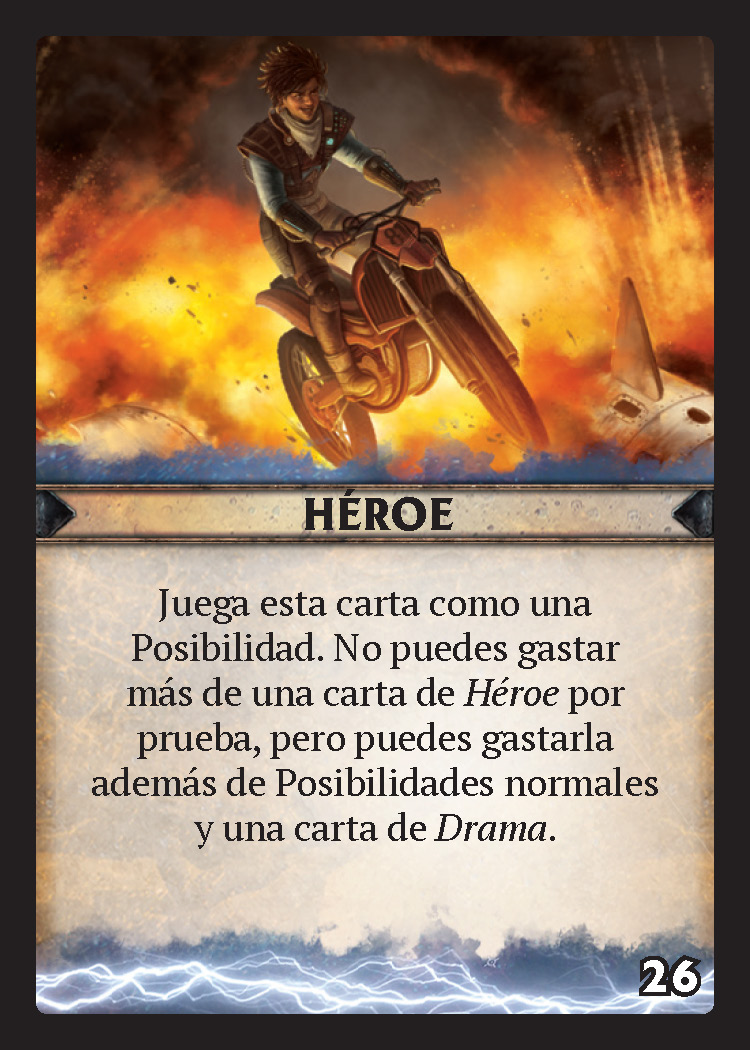 HÉROE
Juega esta carta como una
Posibilidad. No puedes gastar
más de una carta de Héroe por
prueba, pero puedes gastarla
además de Posibilidades normales
y una carta de Drama.
26